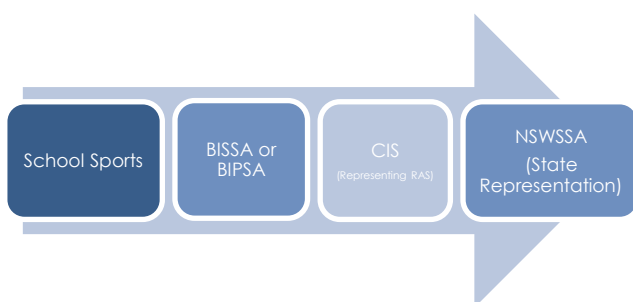 School Sports
BISSA or
BIPSA
CIS
(Representing RAS)
NSWSSA
(State
Representation)